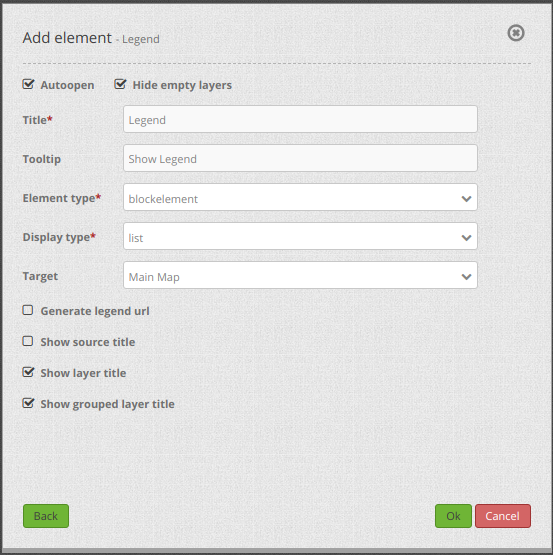 Add element - Legend
Autoopen Hide empty layers
Title* Legend
Tooltip Show Legend
Element type* blockelement
Display type* list
Target Main Map
Generate legend url
Show source title
Show layer title
Show grouped layer title
Back Ok Cancel